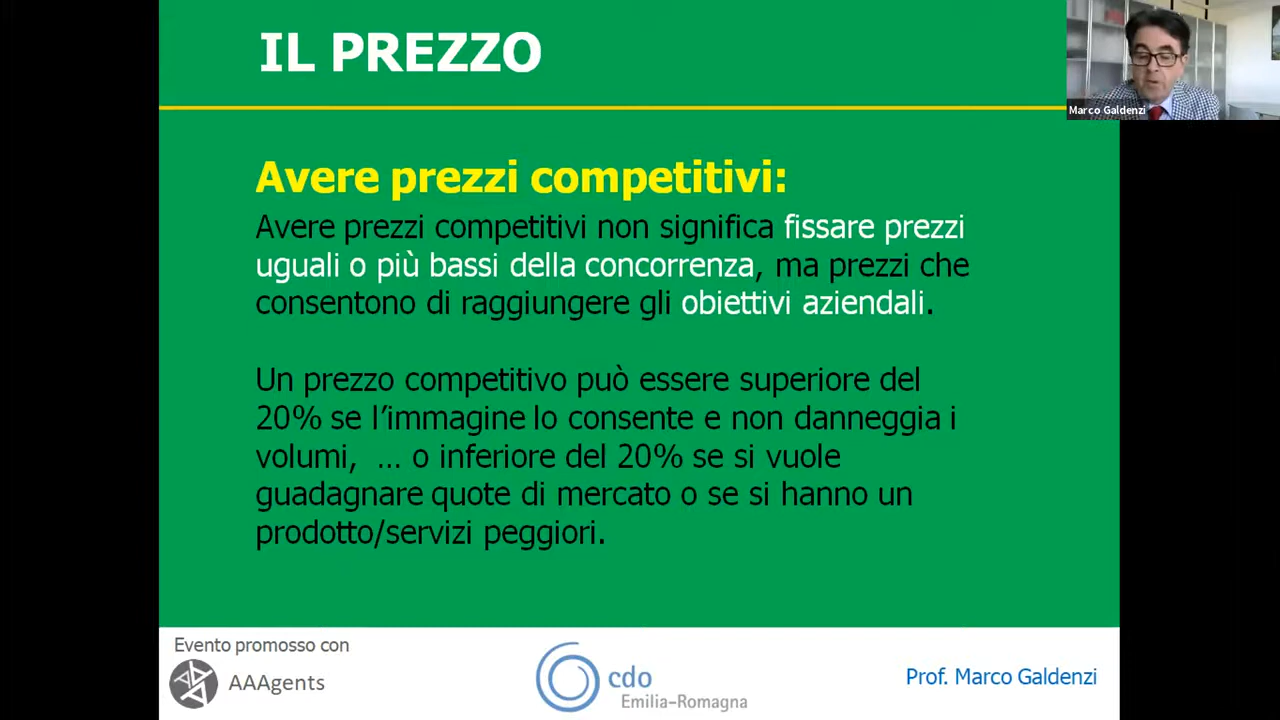 IL PREZZO
Marco Galdenzi
Avere prezzi competitivi:
Avere prezzi competitivi non significa fissare prezzi
uguali o più bassi della concorrenza, ma prezzi che
consentono di raggiungere gli obiettivi aziendali.
Un prezzo competitivo può essere superiore del
20% se l’immagine lo consente e non danneggia i
volumi, ... o inferiore del 20% se si vuole
guadagnare quote di mercato o se si hanno un
prodotto/servizi peggiori.
Evento promosso con
AAAgents
cdo
Emilia-Romagna
Prof. Marco Galdenzi